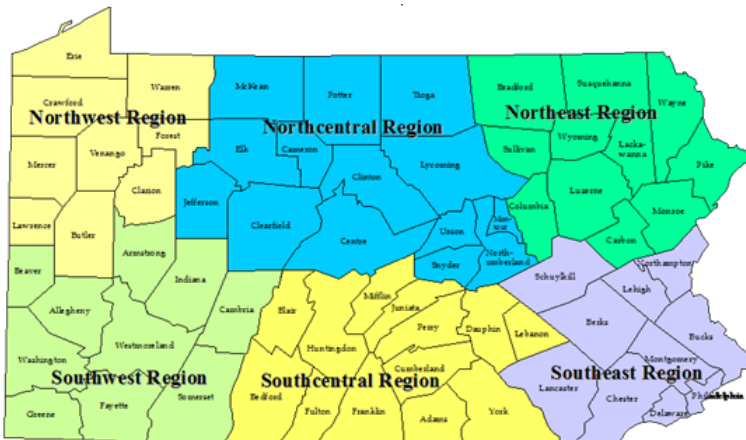 Erie
Crawford
Warren
Northwest Region
Forest
Mercer
Venango
Clarion
Lawrence
Butler
McKean
Potter
Tioga
Northcentral Region
Elk
Cameron
Clinton
Lycoming
Jefferson
Clearfield
Centre
Union
Mon-
tour
Snyder
North-
umberland
Bradford
Susquehanna
Wayne
Northeast Region
Sullivan
Wyoming
Lacka-
wanna
Pike
Columbia
Luzerne
Monroe
Carbon
Beaver
Armstrong
Indiana
Allegheny
Cambria
Westmoreland
Washington
Southwest Region
Greene
Fayette
Somerset
Blair
Mifflin
Juniata
Perry
Dauphin
Lebanon
Huntingdon
Cumberland
Southcentral Region
Bedford
Fulton
Franklin
Adams
York
Schuylkill
Northampton
Lehigh
Berks
Bucks
Montgomery
Southeast Region
Lancaster
Chester
Delaware
Philadelphia